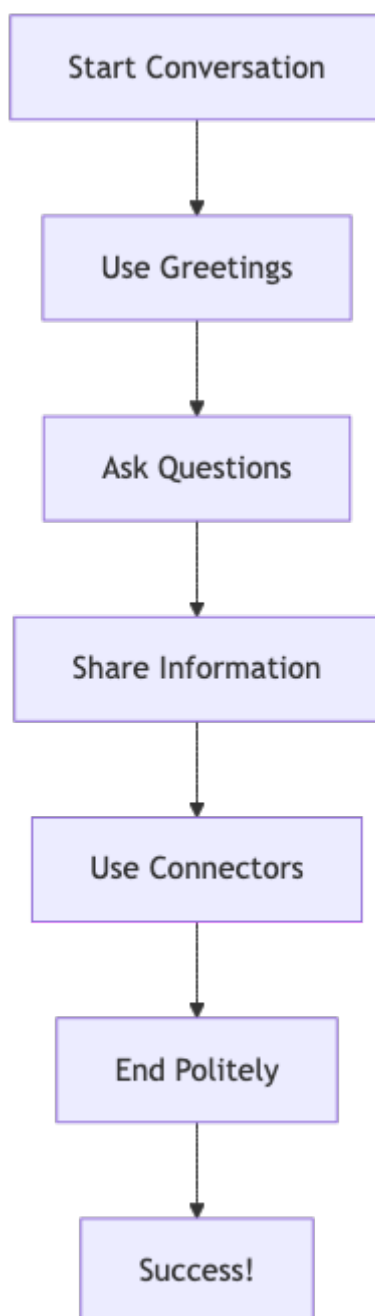 Start Conversation
Use Greetings
Ask Questions
Share Information
Use Connectors
End Politely
Success!